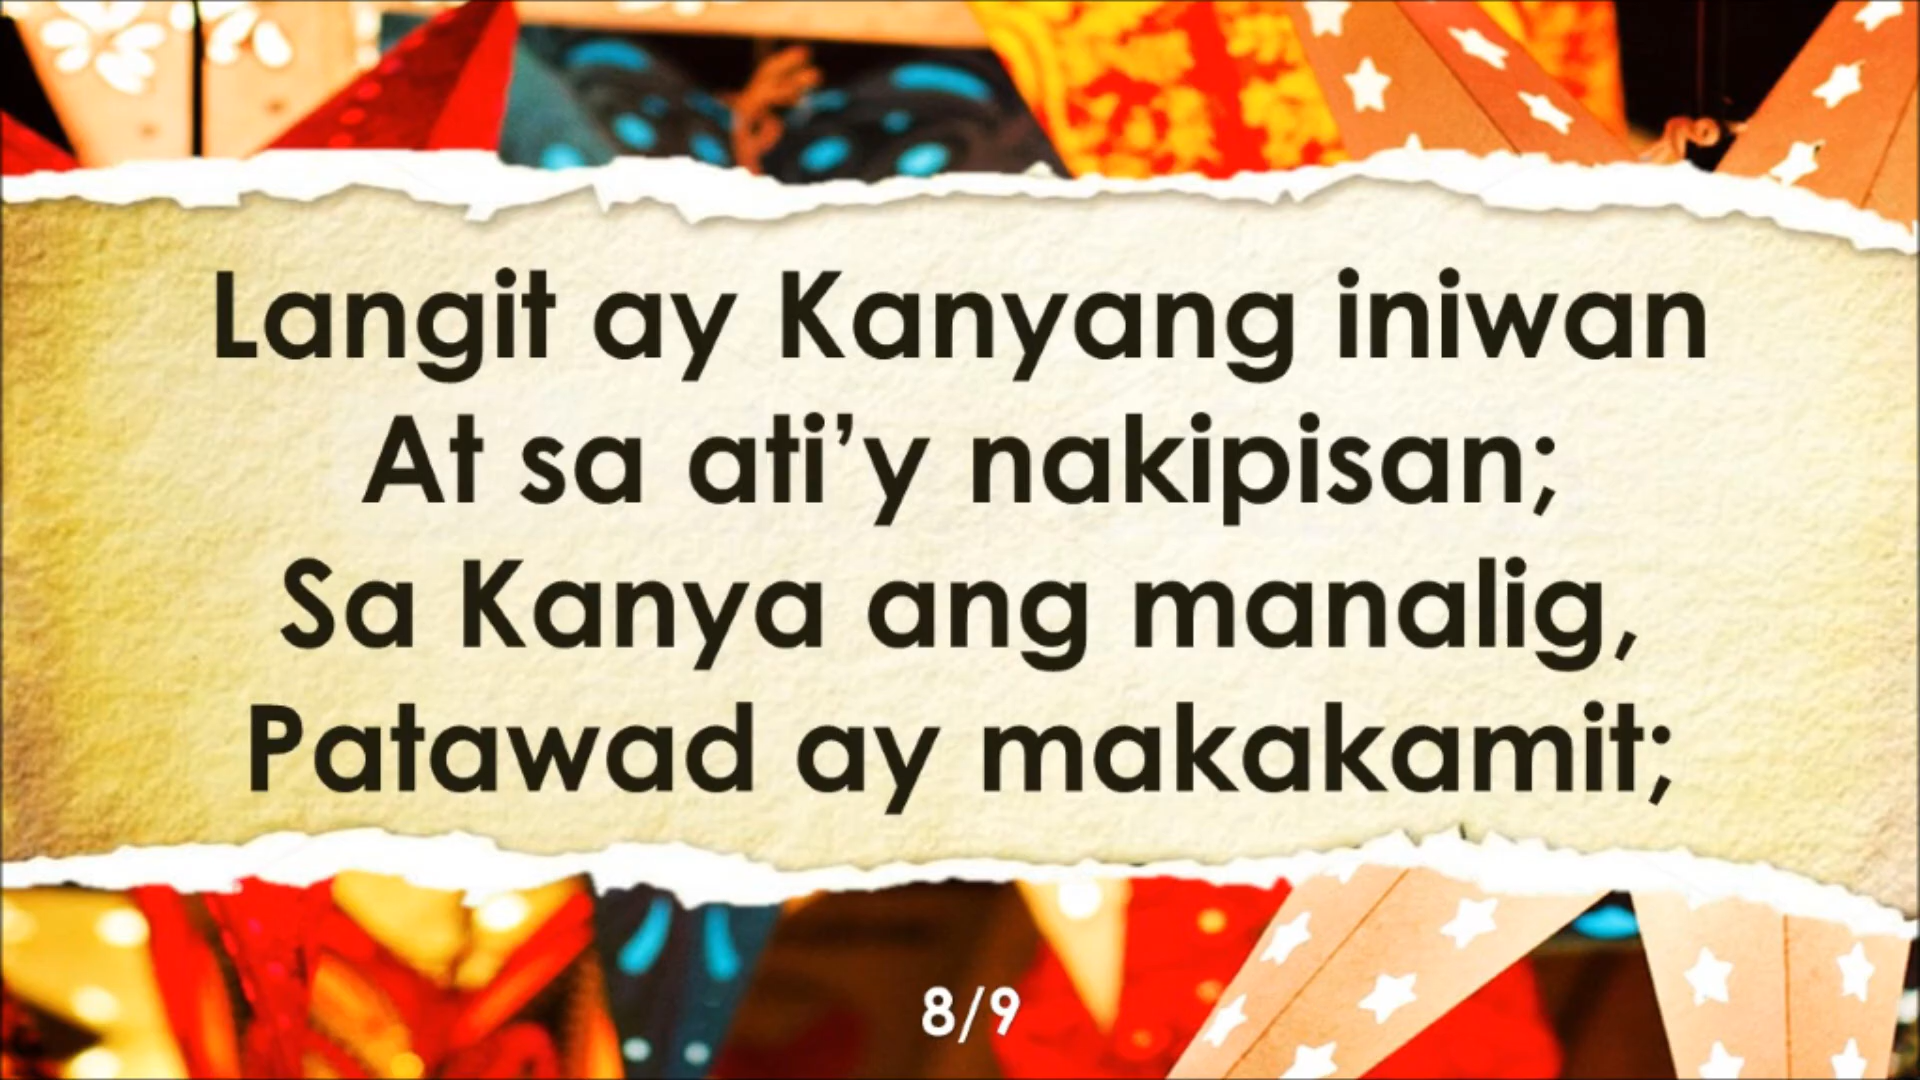 Langit ay Kanyang iniwan
At sa ati’y nakipisan;
Sa Kanya ang manalig,
Patawad ay makakamit;
8/9